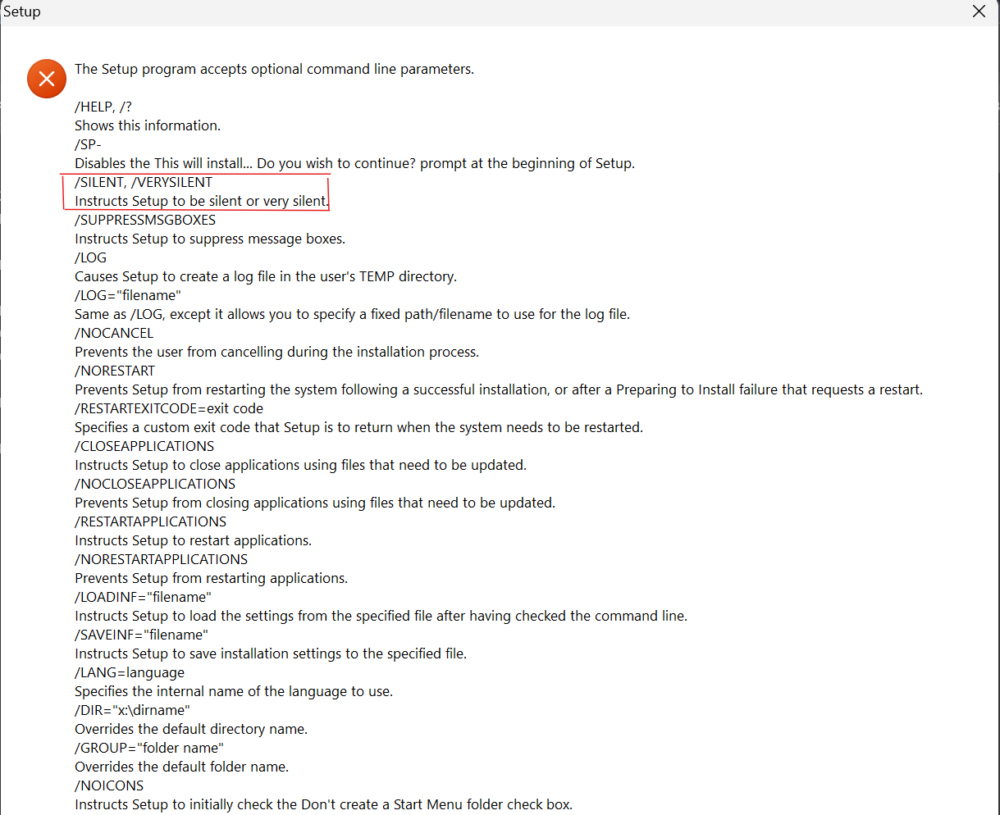 Setup
The Setup program accepts optional command line parameters.
/HELP, /?
Shows this information.
/SP-
Disables the This will install... Do you wish to continue? prompt at the beginning of Setup.
/SILENT, /VERYSILENT
Instructs Setup to be silent or very silent.
/SUPPRESSMSGBOXES
Instructs Setup to suppress message boxes.
/LOG
Causes Setup to create a log file in the user's TEMP directory.
/LOG="filename"
Same as /LOG, except it allows you to specify a fixed path/filename to use for the log file.
/NOCANCEL
Prevents the user from cancelling during the installation process.
/NORESTART
Prevents Setup from restarting the system following a successful installation, or after a Preparing to Install failure that requests a restart.
/RESTARTEXITCODE=exit code
Specifies a custom exit code that Setup is to return when the system needs to be restarted.
/CLOSEAPPLICATIONS
Instructs Setup to close applications using files that need to be updated.
/NOCLOSEAPPLICATIONS
Prevents Setup from closing applications using files that need to be updated.
/RESTARTAPPLICATIONS
Instructs Setup to restart applications.
/NORESTARTAPPLICATIONS
Prevents Setup from restarting applications.
/LOADINF="filename"
Instructs Setup to load the settings from the specified file after having checked the command line.
/SAVEINF="filename"
Instructs Setup to save installation settings to the specified file.
/LANG=language
Specifies the internal name of the language to use.
/DIR="x:\dirname"
Overrides the default directory name.
/GROUP="folder name"
Overrides the default folder name.
/NOICONS
Instructs Setup to initially check the Don't create a Start Menu folder check box.